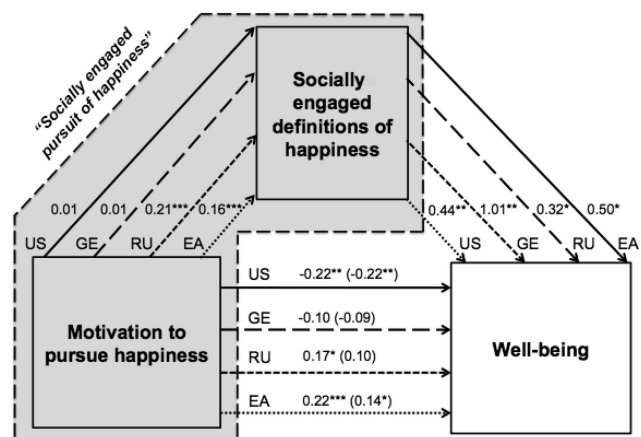 “Socially engaged
pursuit of happiness”
Socially
engaged
definitions of
happiness
0.01 0.01 0.21*** 0.16*** 0.44** 1.01** 0.32* 0.50*
US GE RU EA US GE RU EA
US -0.22** (-0.22**)
GE -0.10 (-0.09)
RU 0.17* (0.10)
EA 0.22*** (0.14*)
Motivation to
pursue happiness
Well-being